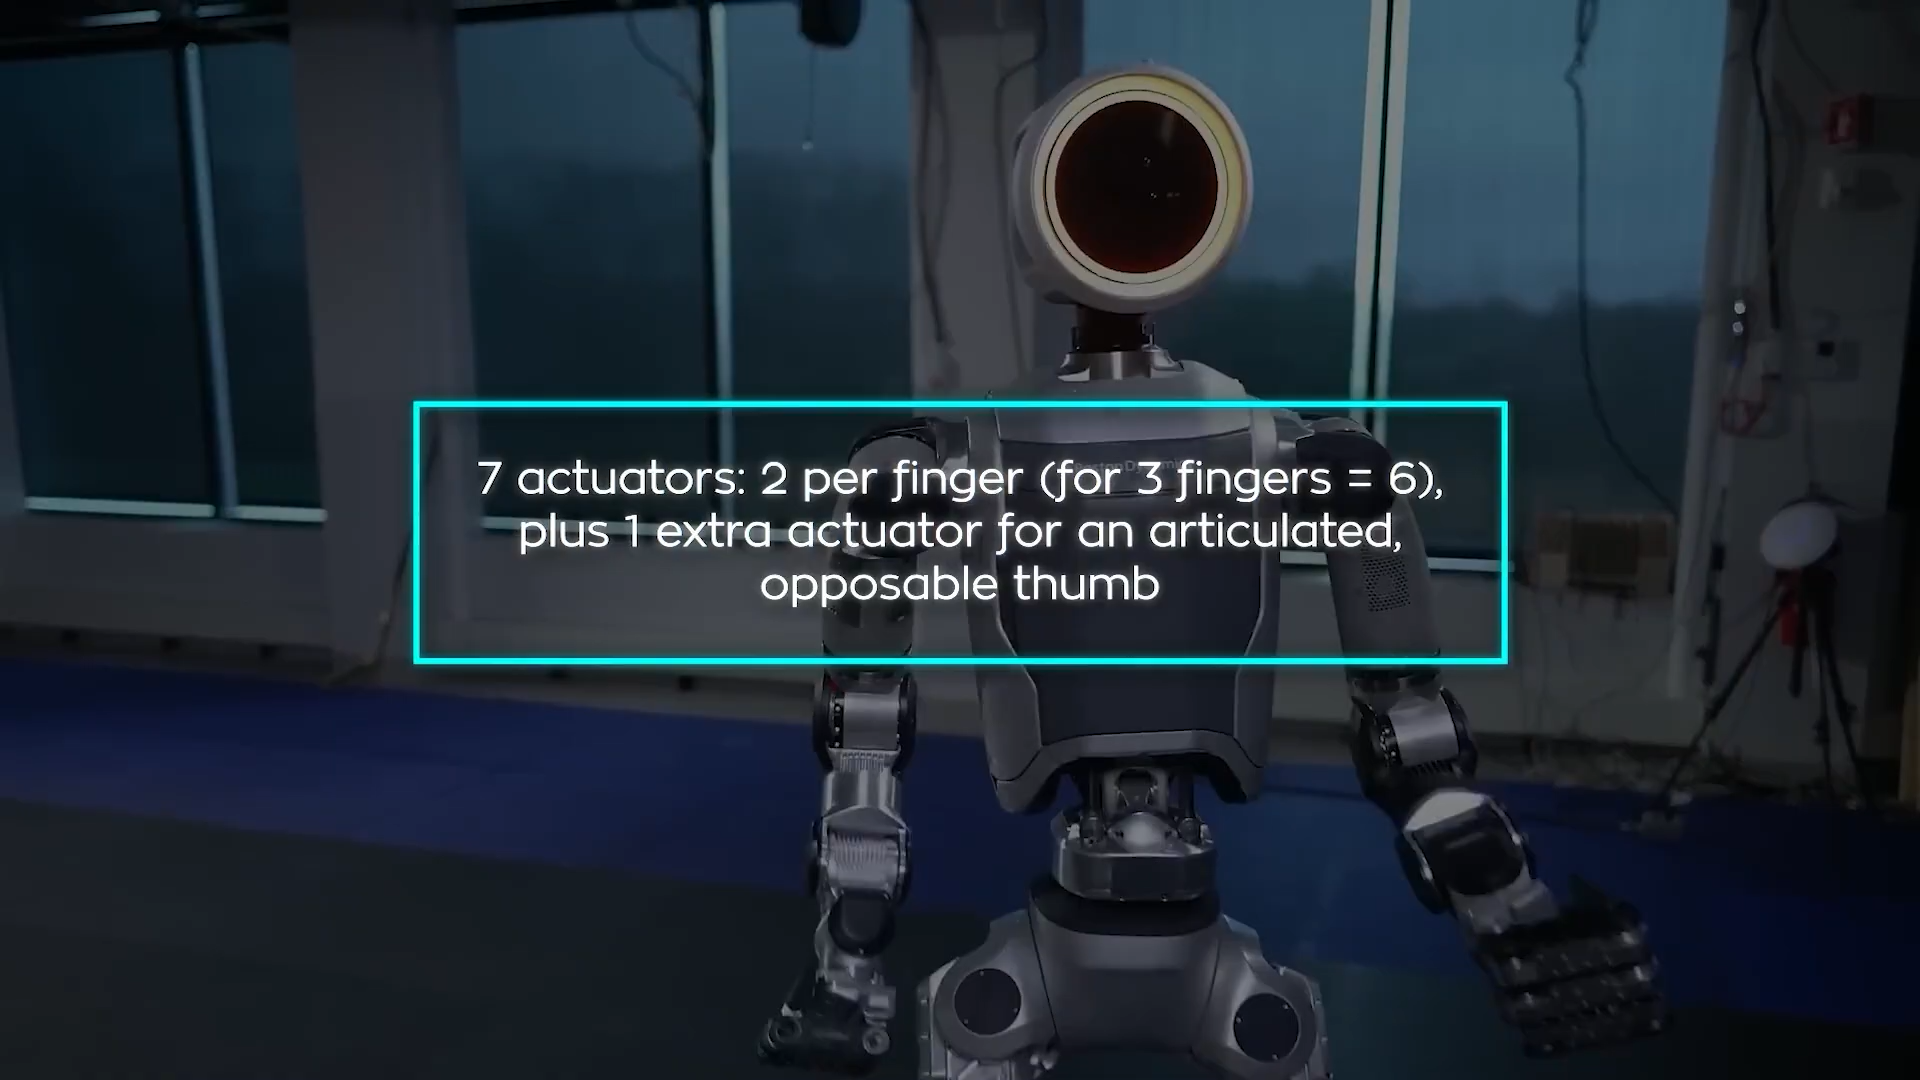 7 actuators: 2 per finger (for 3 fingers = 6),
plus 1 extra actuator for an articulated,
opposable thumb